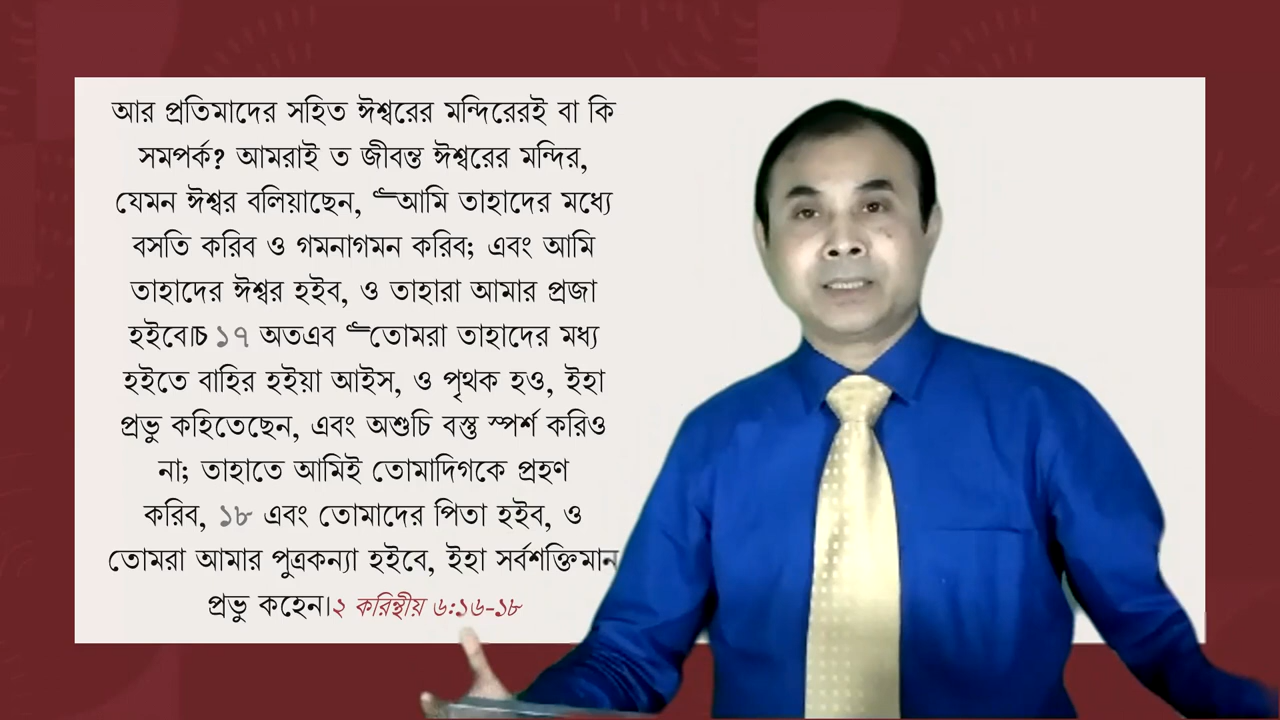 আর প্রতিমাদের সহিত ঈশ্বরের মন্দিরেরই বা কি
সমপর্ক? আমরাই ত জীবন্ত ঈশ্বরের মন্দির,
যেমন ঈশ্বর বলিয়াছেন, আমি তাহাদের মধ্যে
বসতি করিব ও গমনাগমন করিব; এবং আমি
তাহাদের ঈশ্বর হইব, ও তাহারা আমার প্রজা
হইবে।চ ১৭ অতএব তোমরা তাহাদের মধ্য
হইতে বাহির হইয়া আইস, ও পৃথক হও, ইহা
প্রভু কহিতেছেন, এবং অশুচি বস্তু স্পর্শ করিও
না; তাহাতে আমিই তোমাদিগকে প্রহণ
করিব, ১৮ এবং তোমাদের পিতা হইব, ও
তোমরা আমার পুত্রকন্যা হইবে, ইহা সর্বশক্তিমান
প্রভু কহেন।২ করিন্থীয় ৬:১৬-১৮